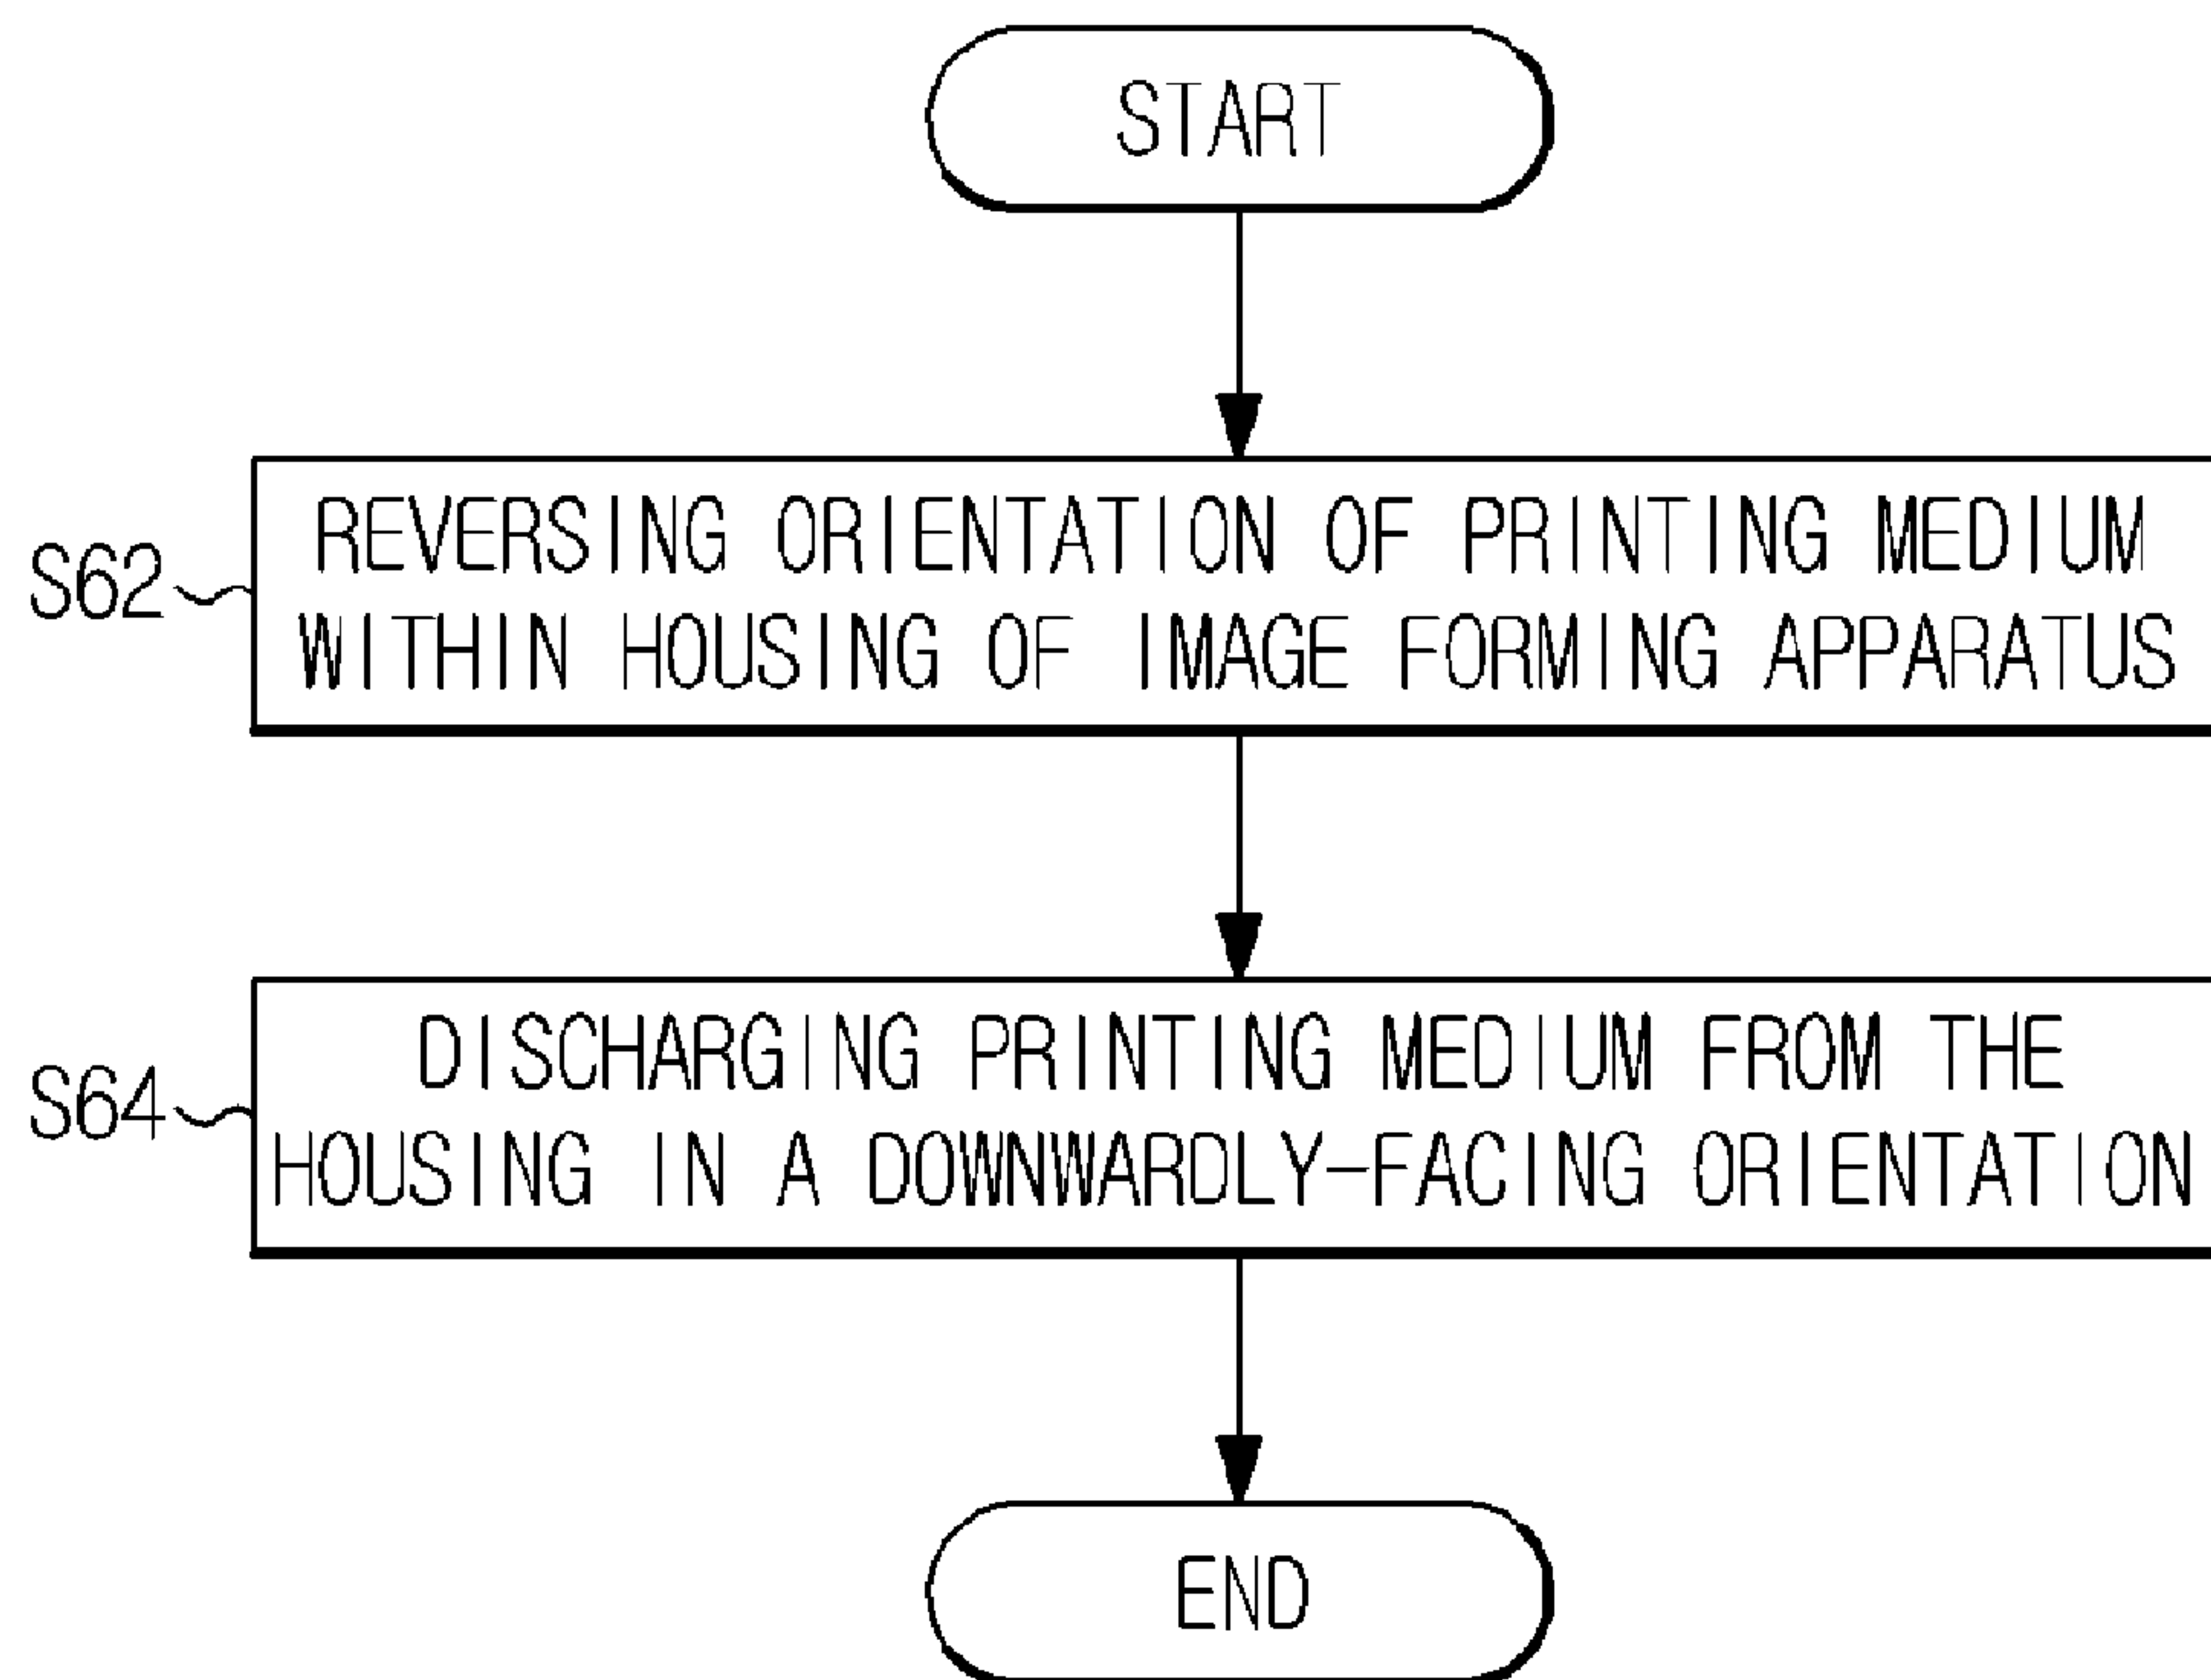 START
S62
REVERSING ORIENTATION OF PRINTING MEDIUM
WITHIN HOUSING OF IMAGE FORMING APPARATUS
S64
DISCHARGING PRINTING MEDIUM FROM THE
HOUSING IN A DOWNWARDLY-FACING ORIENTATION
END